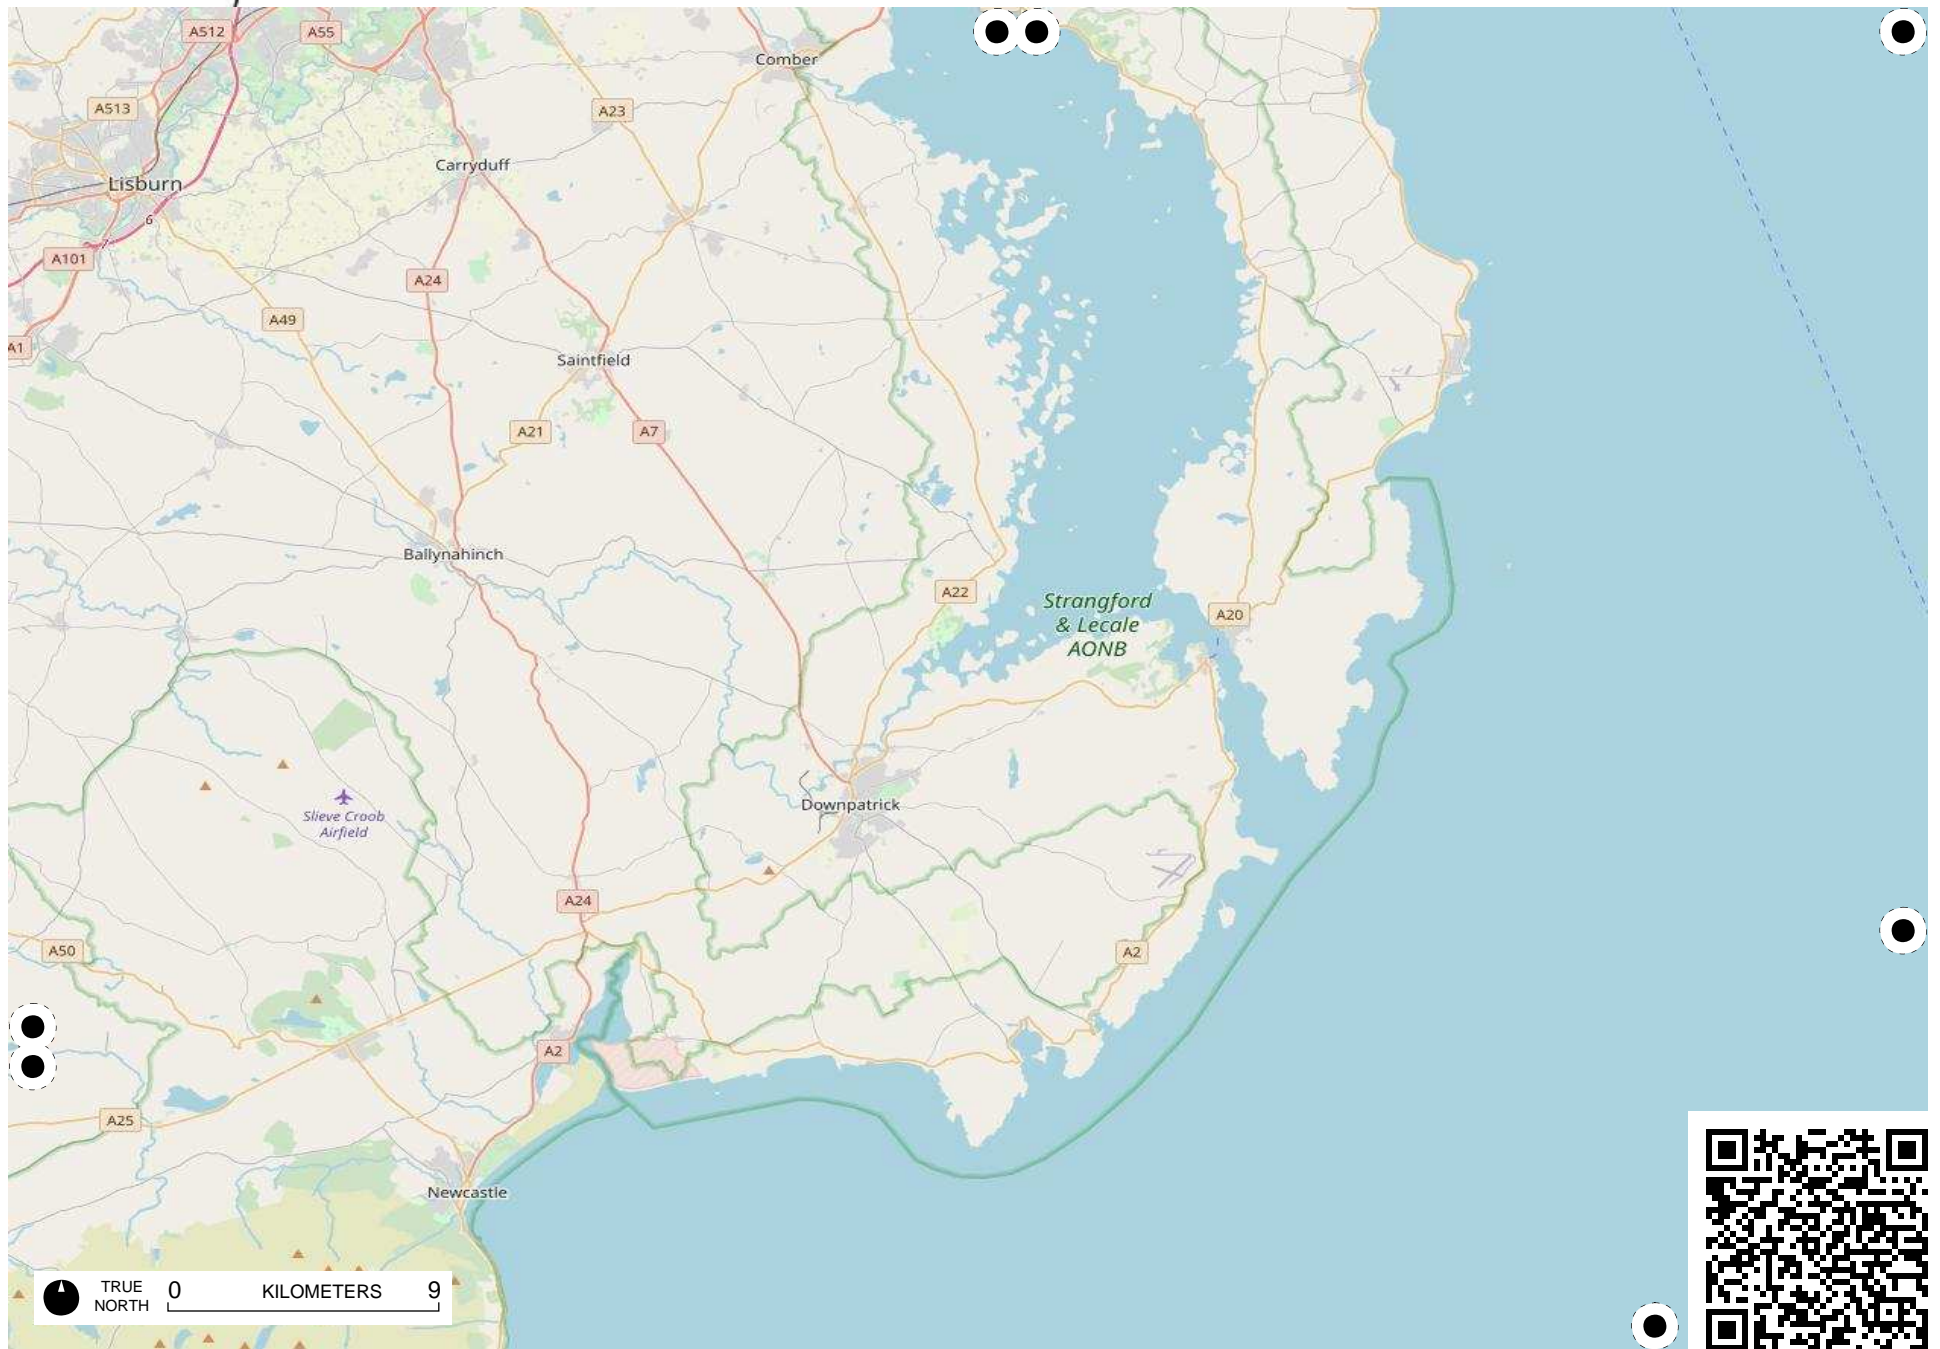 A512
A55
Comber
A513
A23
Carryduff
Lisburn
6
7
A101
A24
A49
A1
Saintfield
A21
A7
Ballynahinch
A22
Strangford
& Lecale
AONB
A20
Slieve Croob
Airfield
Downpatrick
A24
A50
A2
A2
A25
Newcastle
TRUE
NORTH
0
KILOMETERS
9